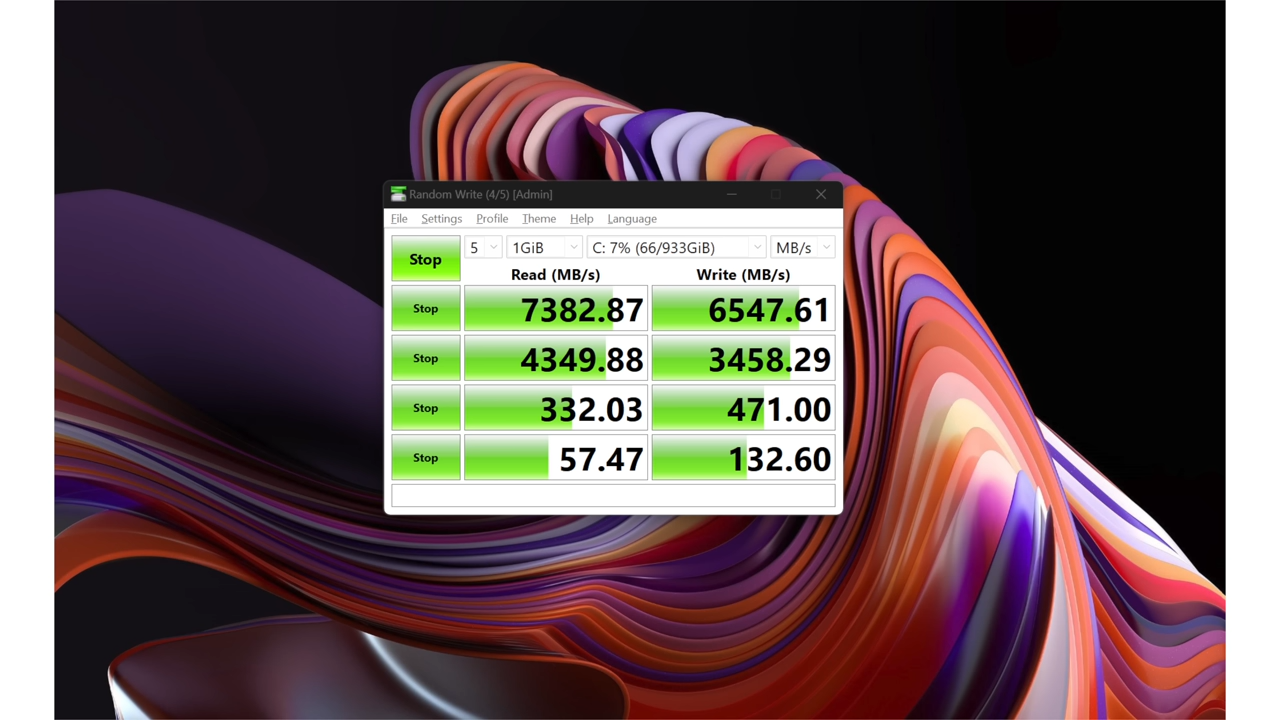 Random Write (4/5) [Admin]
File Settings Profile Theme Help Language
Stop 5 1GiB C: 7% (66/933GiB) MB/s
Read (MB/s) Write (MB/s)
Stop 7382.87 6547.61
Stop 4349.88 3458.29
Stop 332.03 471.00
Stop 57.47 132.60